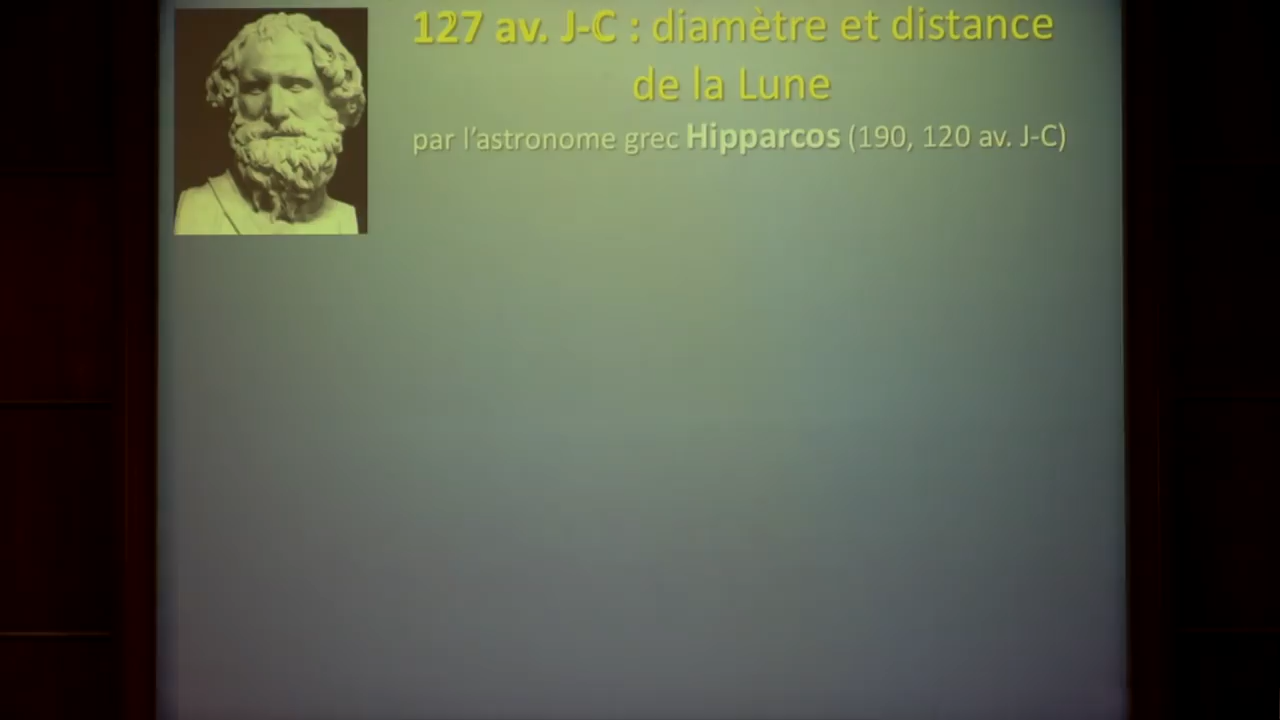 127 av. J-C : diamètre et distance
de la Lune
par l'astronome grec Hipparcos (190, 120 av. J-C)